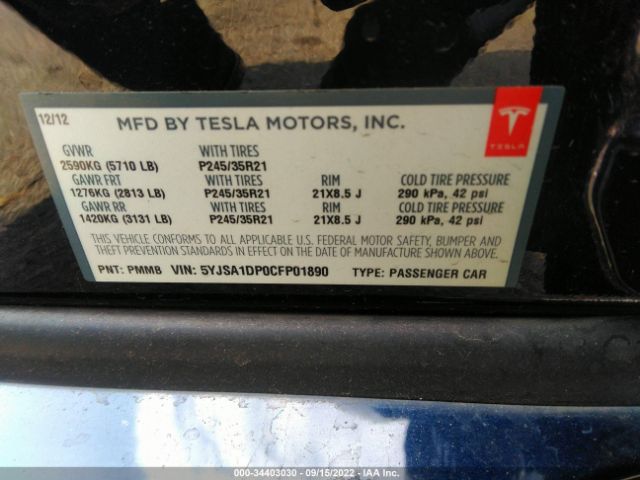 12/12 MFD BY TESLA MOTORS, INC.
TESLA
GVWR WITH TIRES
2590KG (5710 LB) P245/35R21
GAWR FRT WITH TIRES RIM COLD TIRE PRESSURE
1276KG (2813 LB) P245/35R21 21X8.5 J 290 kPa, 42 psi
GAWR RR WITH TIRES RIM COLD TIRE PRESSURE
1420KG (3131 LB) P245/35R21 21X8.5 J 290 kPa, 42 psi
THIS VEHICLE CONFORMS TO ALL APPLICABLE U.S. FEDERAL MOTOR SAFETY, BUMPER AND
THEFT PREVENTION STANDARDS IN EFFECT ON THE DATE OF MANUFACTURE SHOWN ABOVE.
PNT: PMMB VIN: 5YJSA1DP0CFP01890 TYPE: PASSENGER CAR
000-34403030 - 09/15/2022 - IAA Inc.